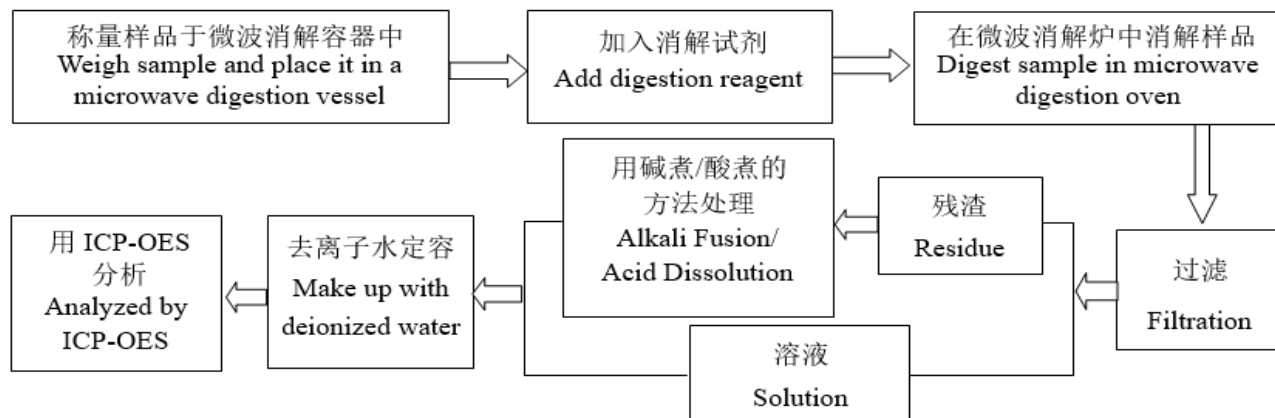 称量样品于微波消解容器中
Weigh sample and place it in a
microwave digestion vessel
加入消解试剂
Add digestion reagent
在微波消解炉中消解样品
Digest sample in microwave
digestion oven
过滤
Filtration
残渣
Residue
用碱煮/酸煮的
方法处理
Alkali Fusion/
Acid Dissolution
溶液
Solution
去离子水定容
Make up with
deionized water
用 ICP-OES
分析
Analyzed by
ICP-OES